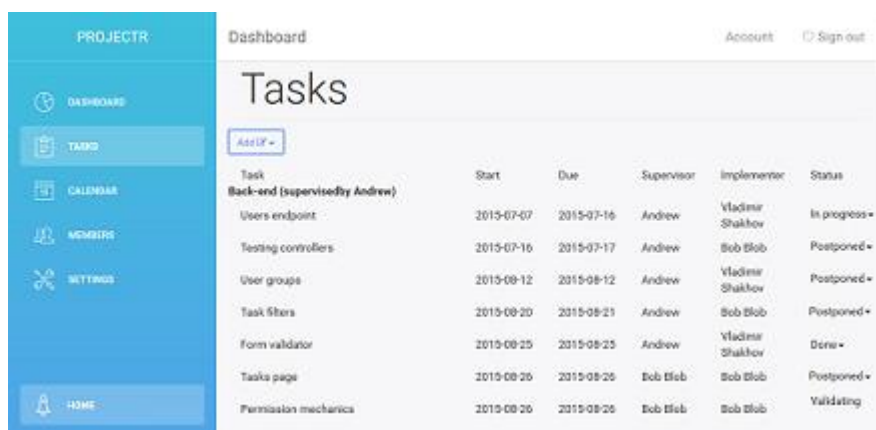 PROJECTR
Dashboard Account Sign out
DASHBOARD
TASKS
CALENDAR
MEMBERS
SETTINGS
HOME
Tasks
Add
Task Start Due Supervisor Implementor Status
Back-end (supervisedby Andrew)
Users endpoint 2015-07-07 2015-07-16 Andrew Vladimir Shakhov In progress
Testing controllers 2015-07-16 2015-07-17 Andrew Bob Blob Postponed
User groups 2015-08-12 2015-08-12 Andrew Vladimir Shakhov Postponed
Task filters 2015-08-20 2015-08-21 Andrew Bob Blob Postponed
Form validator 2015-08-25 2015-08-25 Andrew Vladimir Shakhov Done
Tasks page 2015-08-26 2015-08-26 Bob Blob Bob Blob Postponed
Permission mechanics 2015-08-26 2015-08-26 Bob Blob Bob Blob Validating